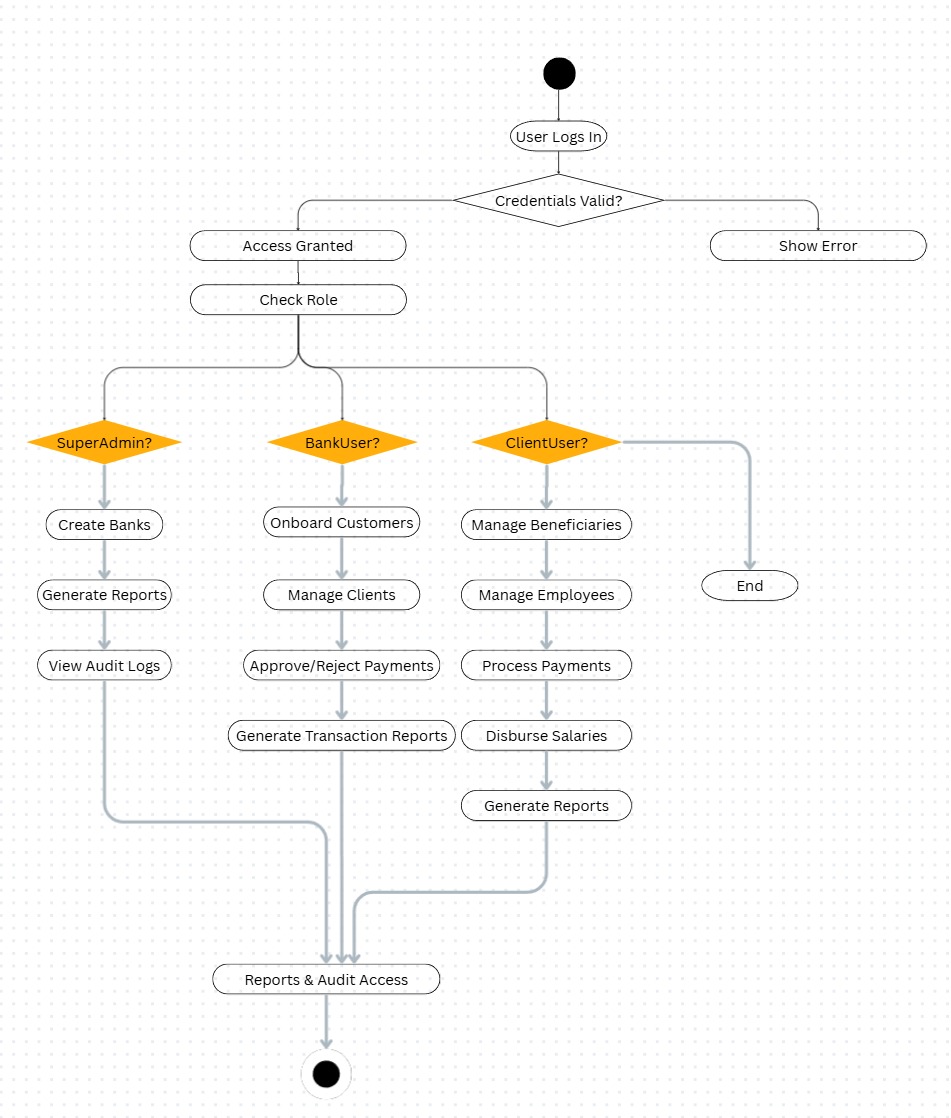 User Logs In
Credentials Valid?
Access Granted
Show Error
Check Role
SuperAdmin?
BankUser?
ClientUser?
Create Banks
Onboard Customers
Manage Beneficiaries
Generate Reports
Manage Clients
Manage Employees
End
View Audit Logs
Approve/Reject Payments
Process Payments
Generate Transaction Reports
Disburse Salaries
Generate Reports
Reports & Audit Access